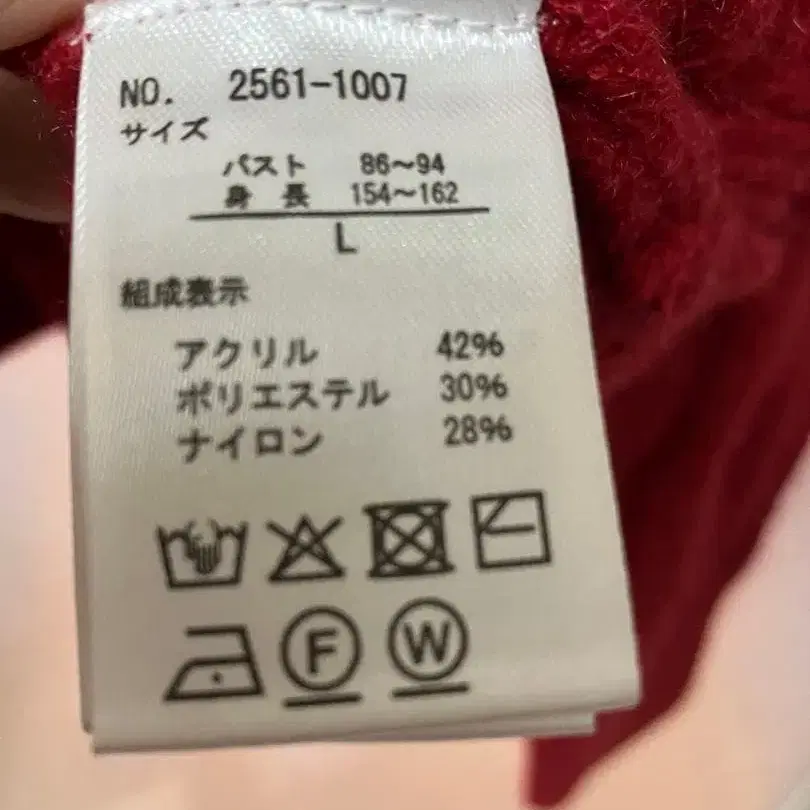 NO. 2561-1007
サイズ
バスト 86〜94
身 長 154〜162
L
組成表示
アクリル 42%
ポリエステル 30%
ナイロン 28%
F W